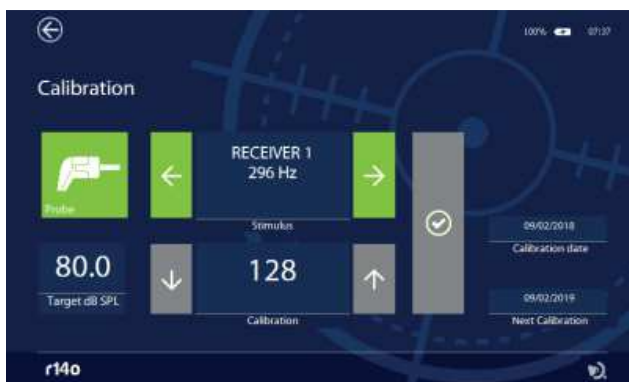 100% 07:37
Calibration
RECEIVER 1
296 Hz
Probe
Stimulus
09/02/2018
Calibration date
80.0
Target dB SPL
128
Calibration
09/02/2019
Next Calibration
r14o